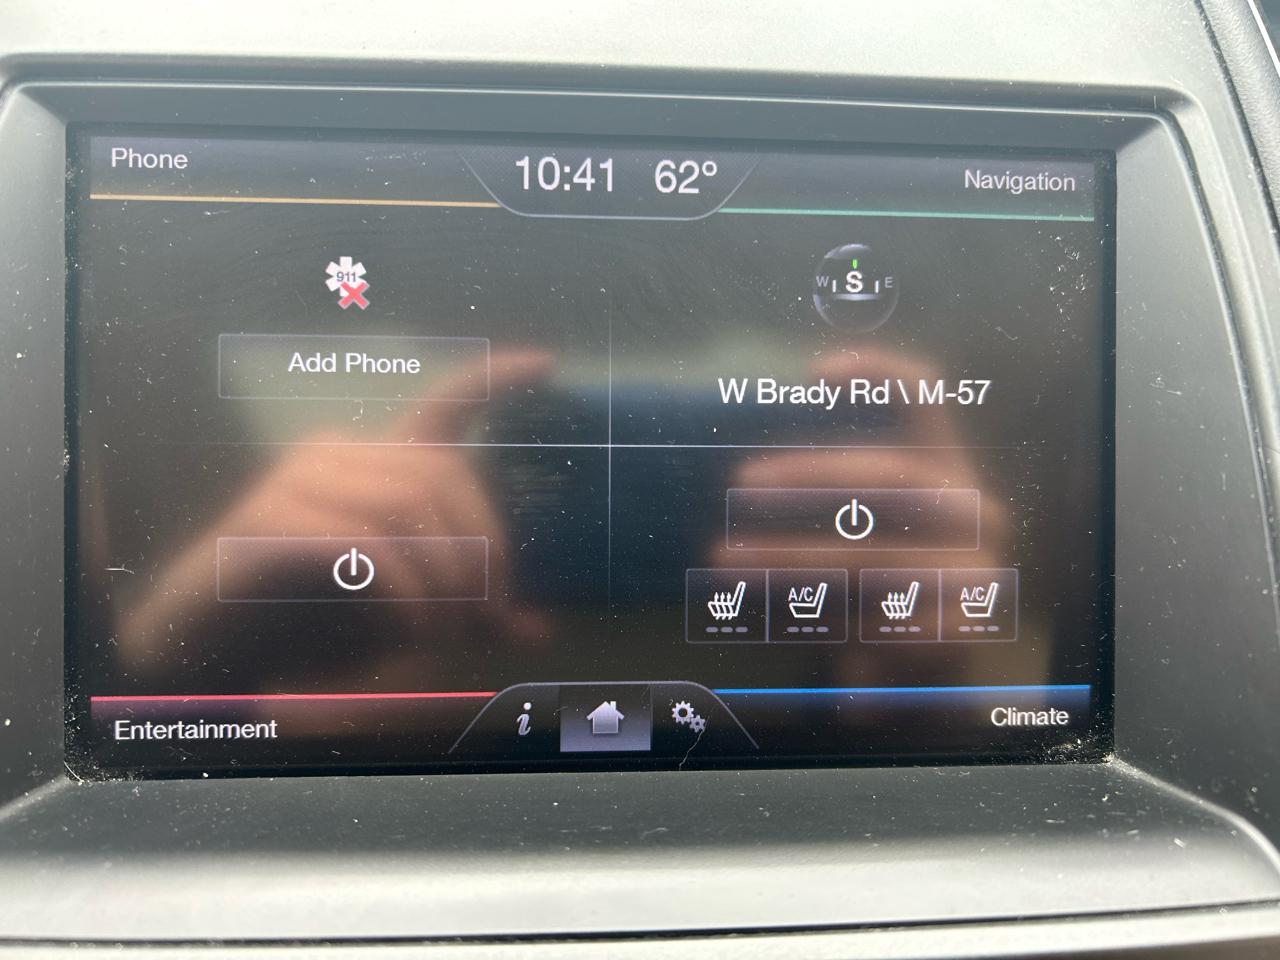 Phone
10:41 62°
Navigation
911
W S E
Add Phone
W Brady Rd \ M-57
A/C
A/C
i
Entertainment
Climate